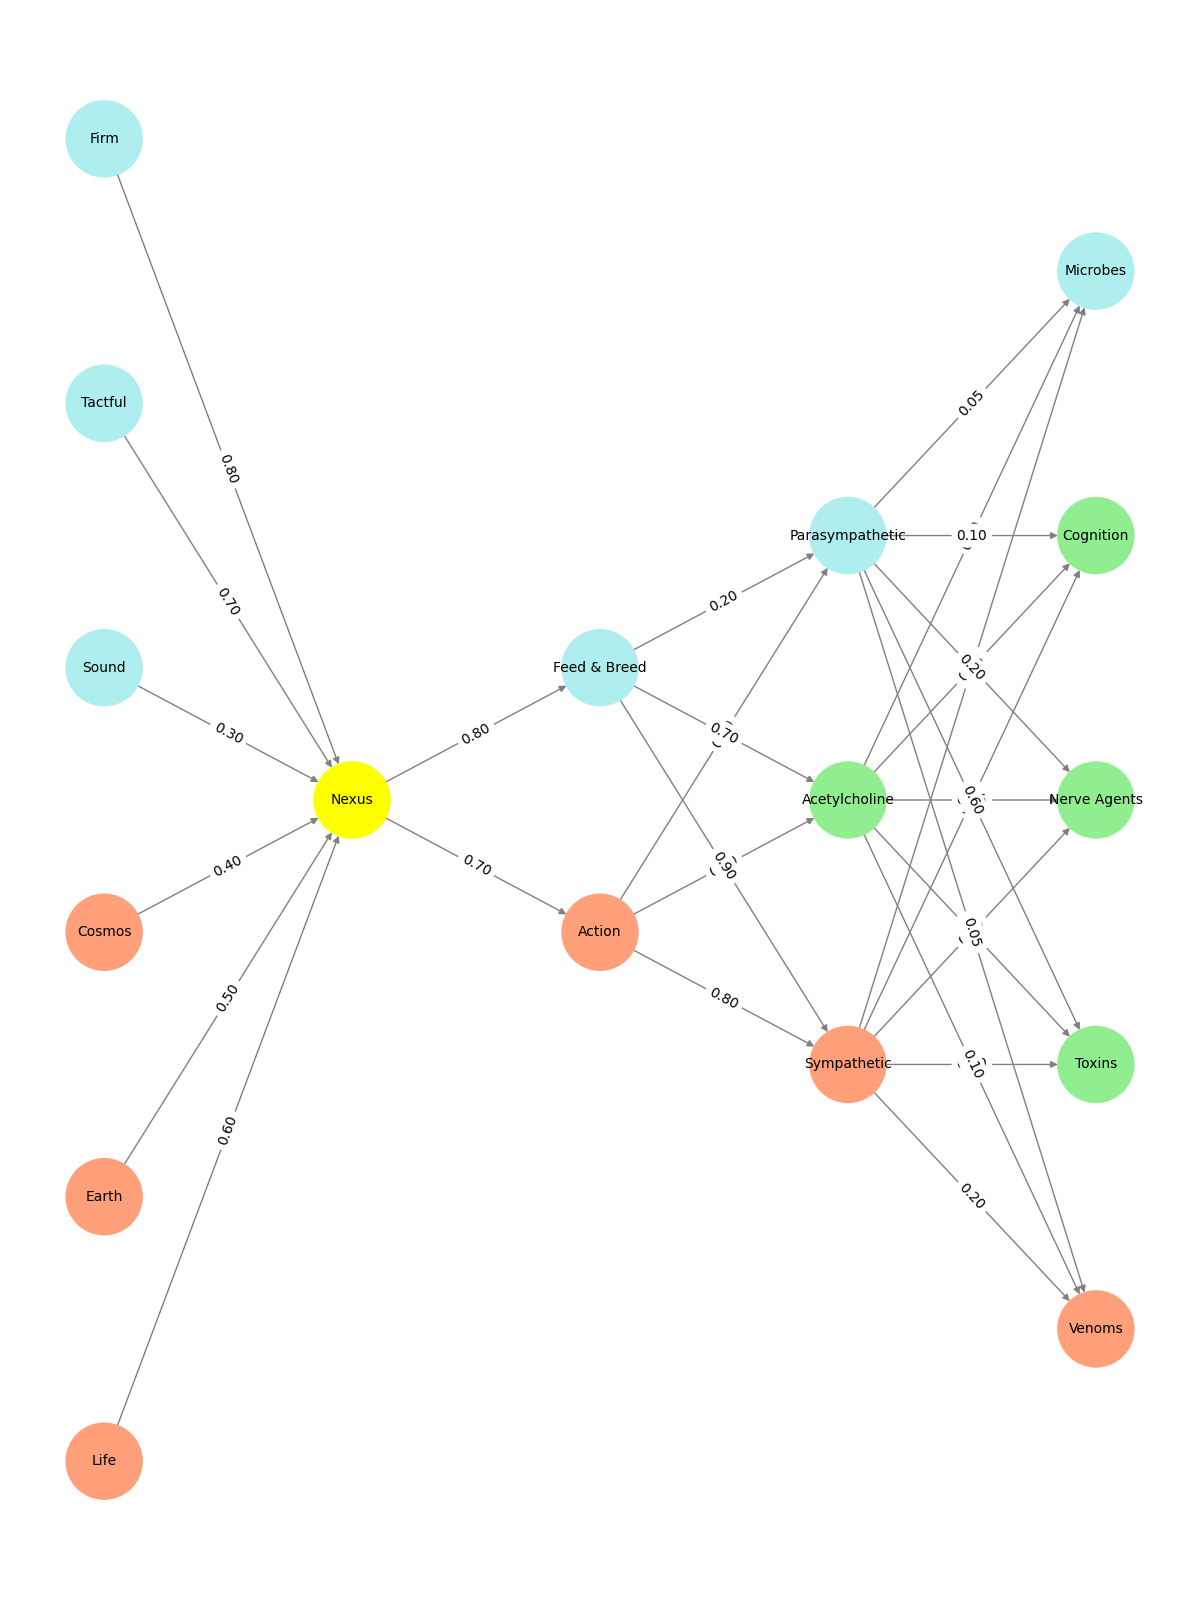 Firm
Microbes
Tactful
0.05
0.80
Parasympathetic
0.10
Cognition
0.70
0.20
Sound
Feed & Breed
0.20
0.30
0.80
0.70
Nexus
Acetylcholine
0.60
Nerve Agents
0.40
0.70
0.90
Cosmos
Action
0.05
0.50
0.80
Sympathetic
0.10
Toxins
0.60
Earth
0.20
Venoms
Life